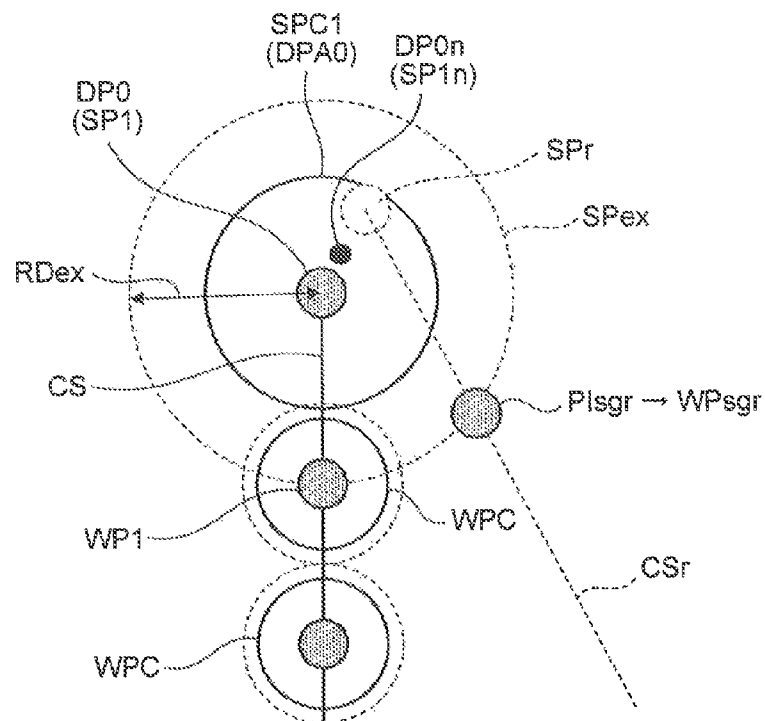 SPC1
(DPA0)
DP0n
(SP1n)
DP0
(SP1)
SPr
SPex
RDex
CS
PIsgr → WPsgr
WP1
WPC
CSr
WPC